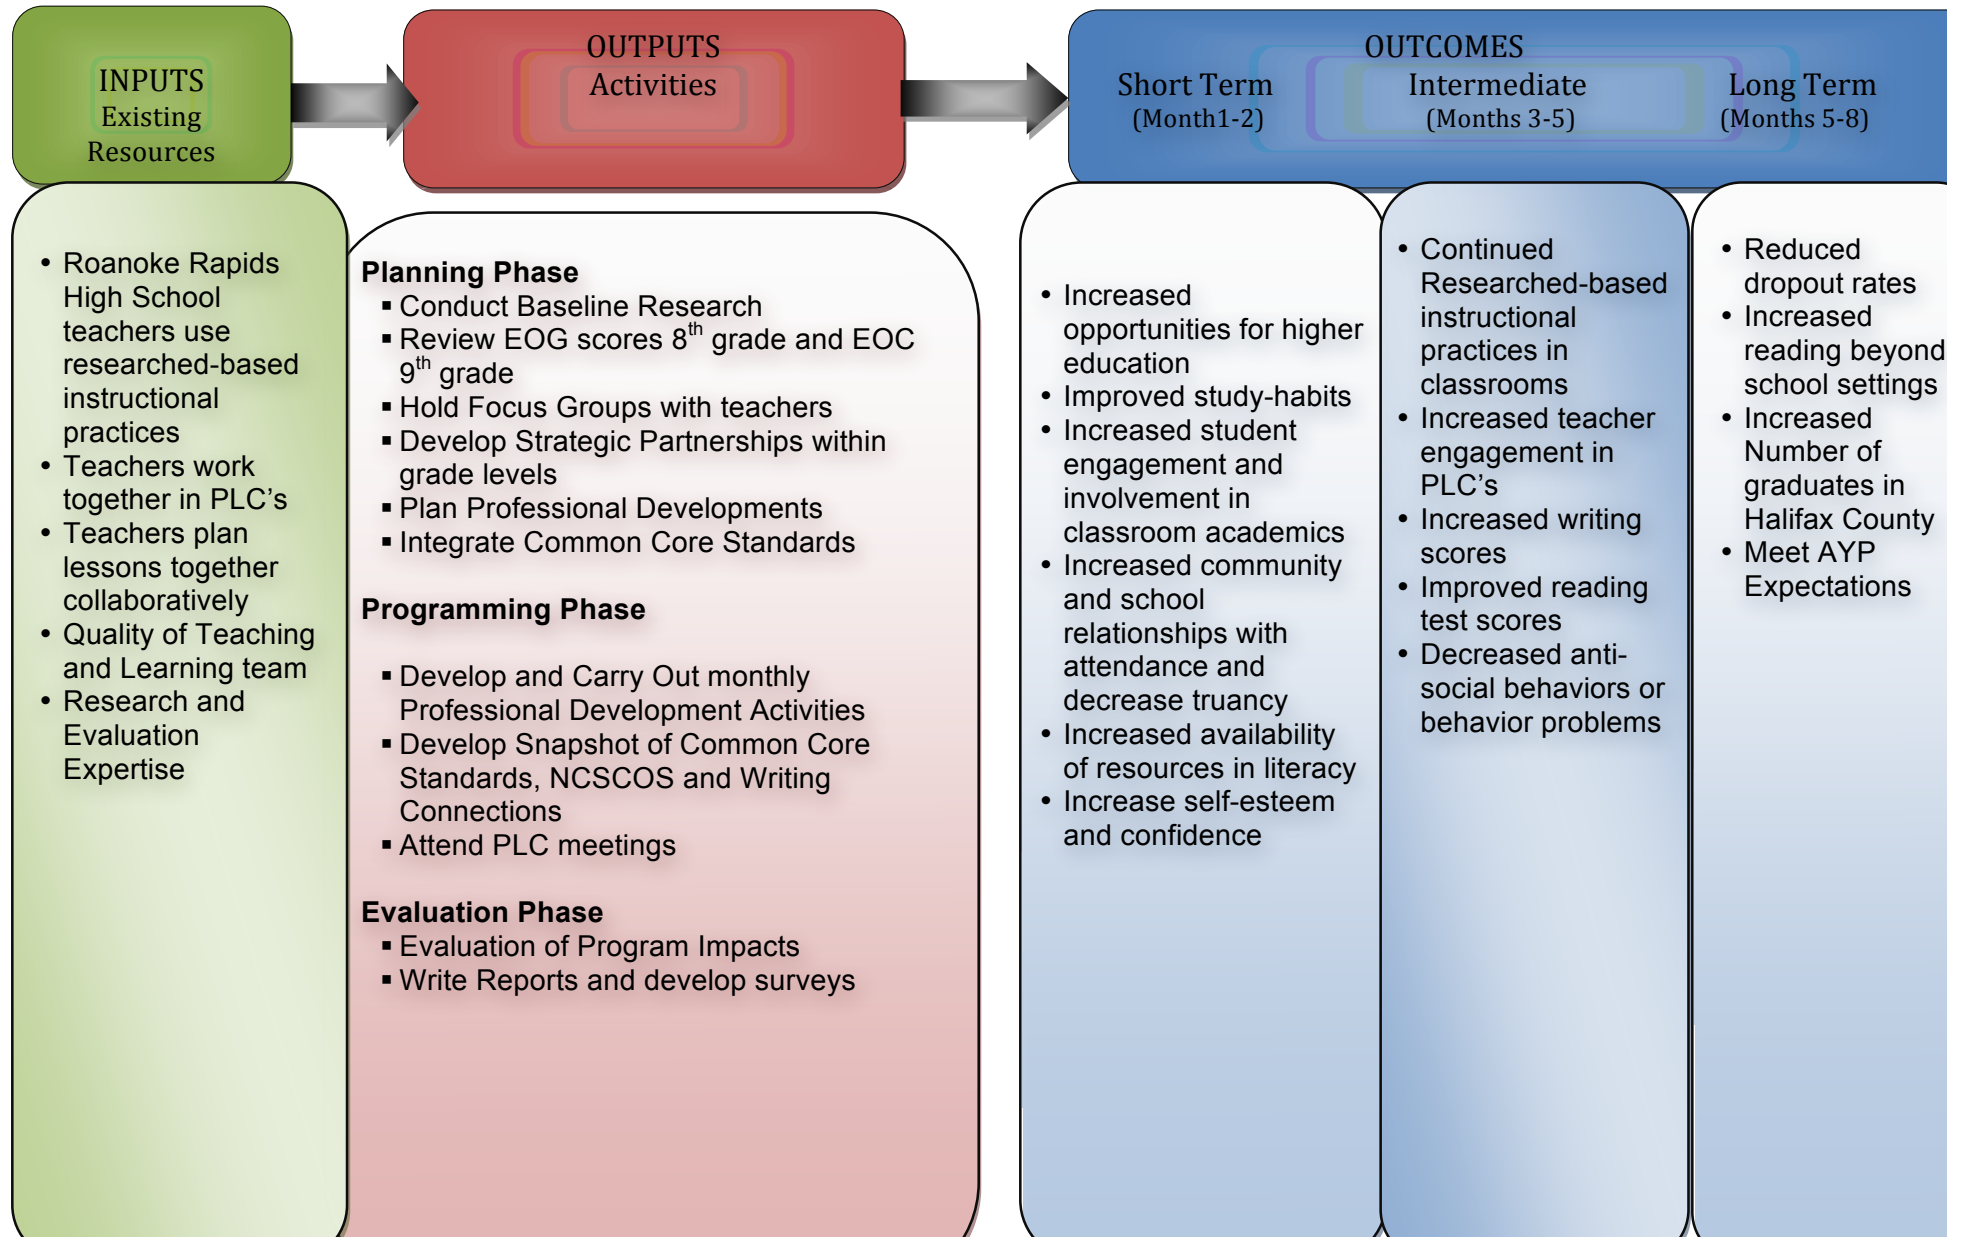 INPUTS
Existing
Resources
OUTPUTS
Activities
OUTCOMES
Short Term
(Month1-2)
Intermediate
(Months 3-5)
Long Term
(Months 5-8)
• Roanoke Rapids
High School
teachers use
researched-based
instructional
practices
• Teachers work
together in PLC’s
• Teachers plan
lessons together
collaboratively
• Quality of Teaching
and Learning team
• Research and
Evaluation
Expertise
Planning Phase
▪ Conduct Baseline Research
▪ Review EOG scores 8th grade and EOC
9th grade
▪ Hold Focus Groups with teachers
▪ Develop Strategic Partnerships within
grade levels
▪ Plan Professional Developments
▪ Integrate Common Core Standards
Programming Phase
▪ Develop and Carry Out monthly
Professional Development Activities
▪ Develop Snapshot of Common Core
Standards, NCSCOS and Writing
Connections
▪ Attend PLC meetings
Evaluation Phase
▪ Evaluation of Program Impacts
▪ Write Reports and develop surveys
• Increased
opportunities for higher
education
• Improved study-habits
• Increased student
engagement and
involvement in
classroom academics
• Increased community
and school
relationships with
attendance and
decrease truancy
• Increased availability
of resources in literacy
• Increase self-esteem
and confidence
• Continued
Researched-based
instructional
practices in
classrooms
• Increased teacher
engagement in
PLC’s
• Increased writing
scores
• Improved reading
test scores
• Decreased anti-
social behaviors or
behavior problems
• Reduced
dropout rates
• Increased
reading beyond
school settings
• Increased
Number of
graduates in
Halifax County
• Meet AYP
Expectations